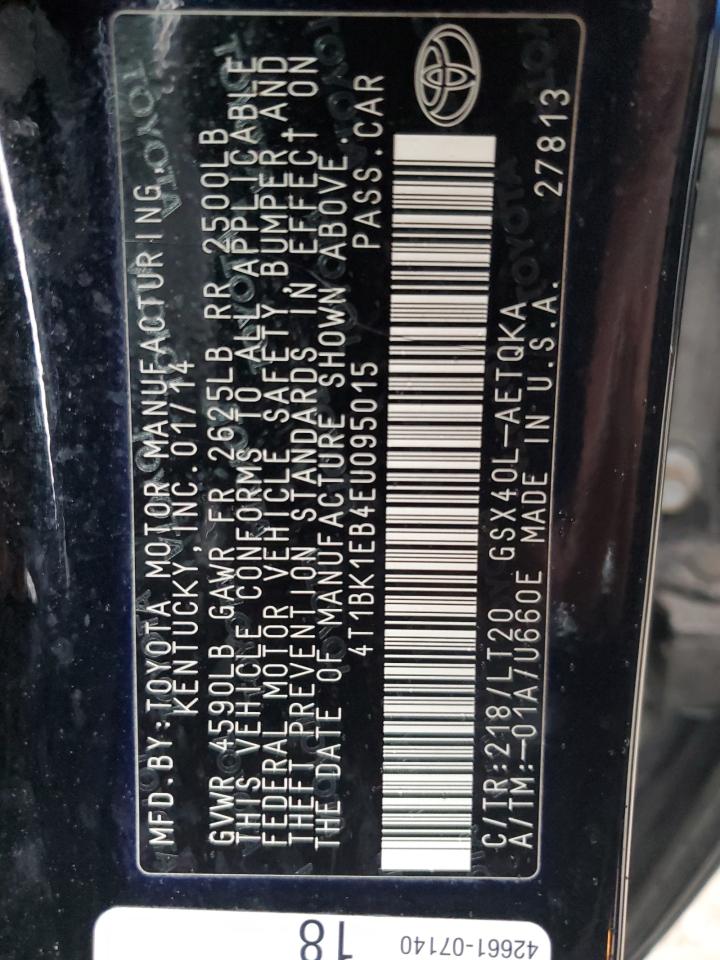 MFD.BY:TOYOTA MOTOR MANUFACTURING,
KENTUCKY,INC.01/14
GVWR 4590LB GAWR FR 2625LB RR 2500LB
THIS VEHICLE CONFORMS TO ALL APPLICABLE
FEDERAL MOTOR VEHICLE SAFETY,BUMPER,AND
THEFT PREVENTION STANDARDS IN EFFECT ON
THE DATE OF MANUFACTURE SHOWN ABOVE.
4T1BK1EB4EU095015 PASS.CAR
C/TR:218/LT20 GSX40L-AETQKA
A/TM:-01A/U660E MADE IN U.S.A. 27813
18
42661-07140